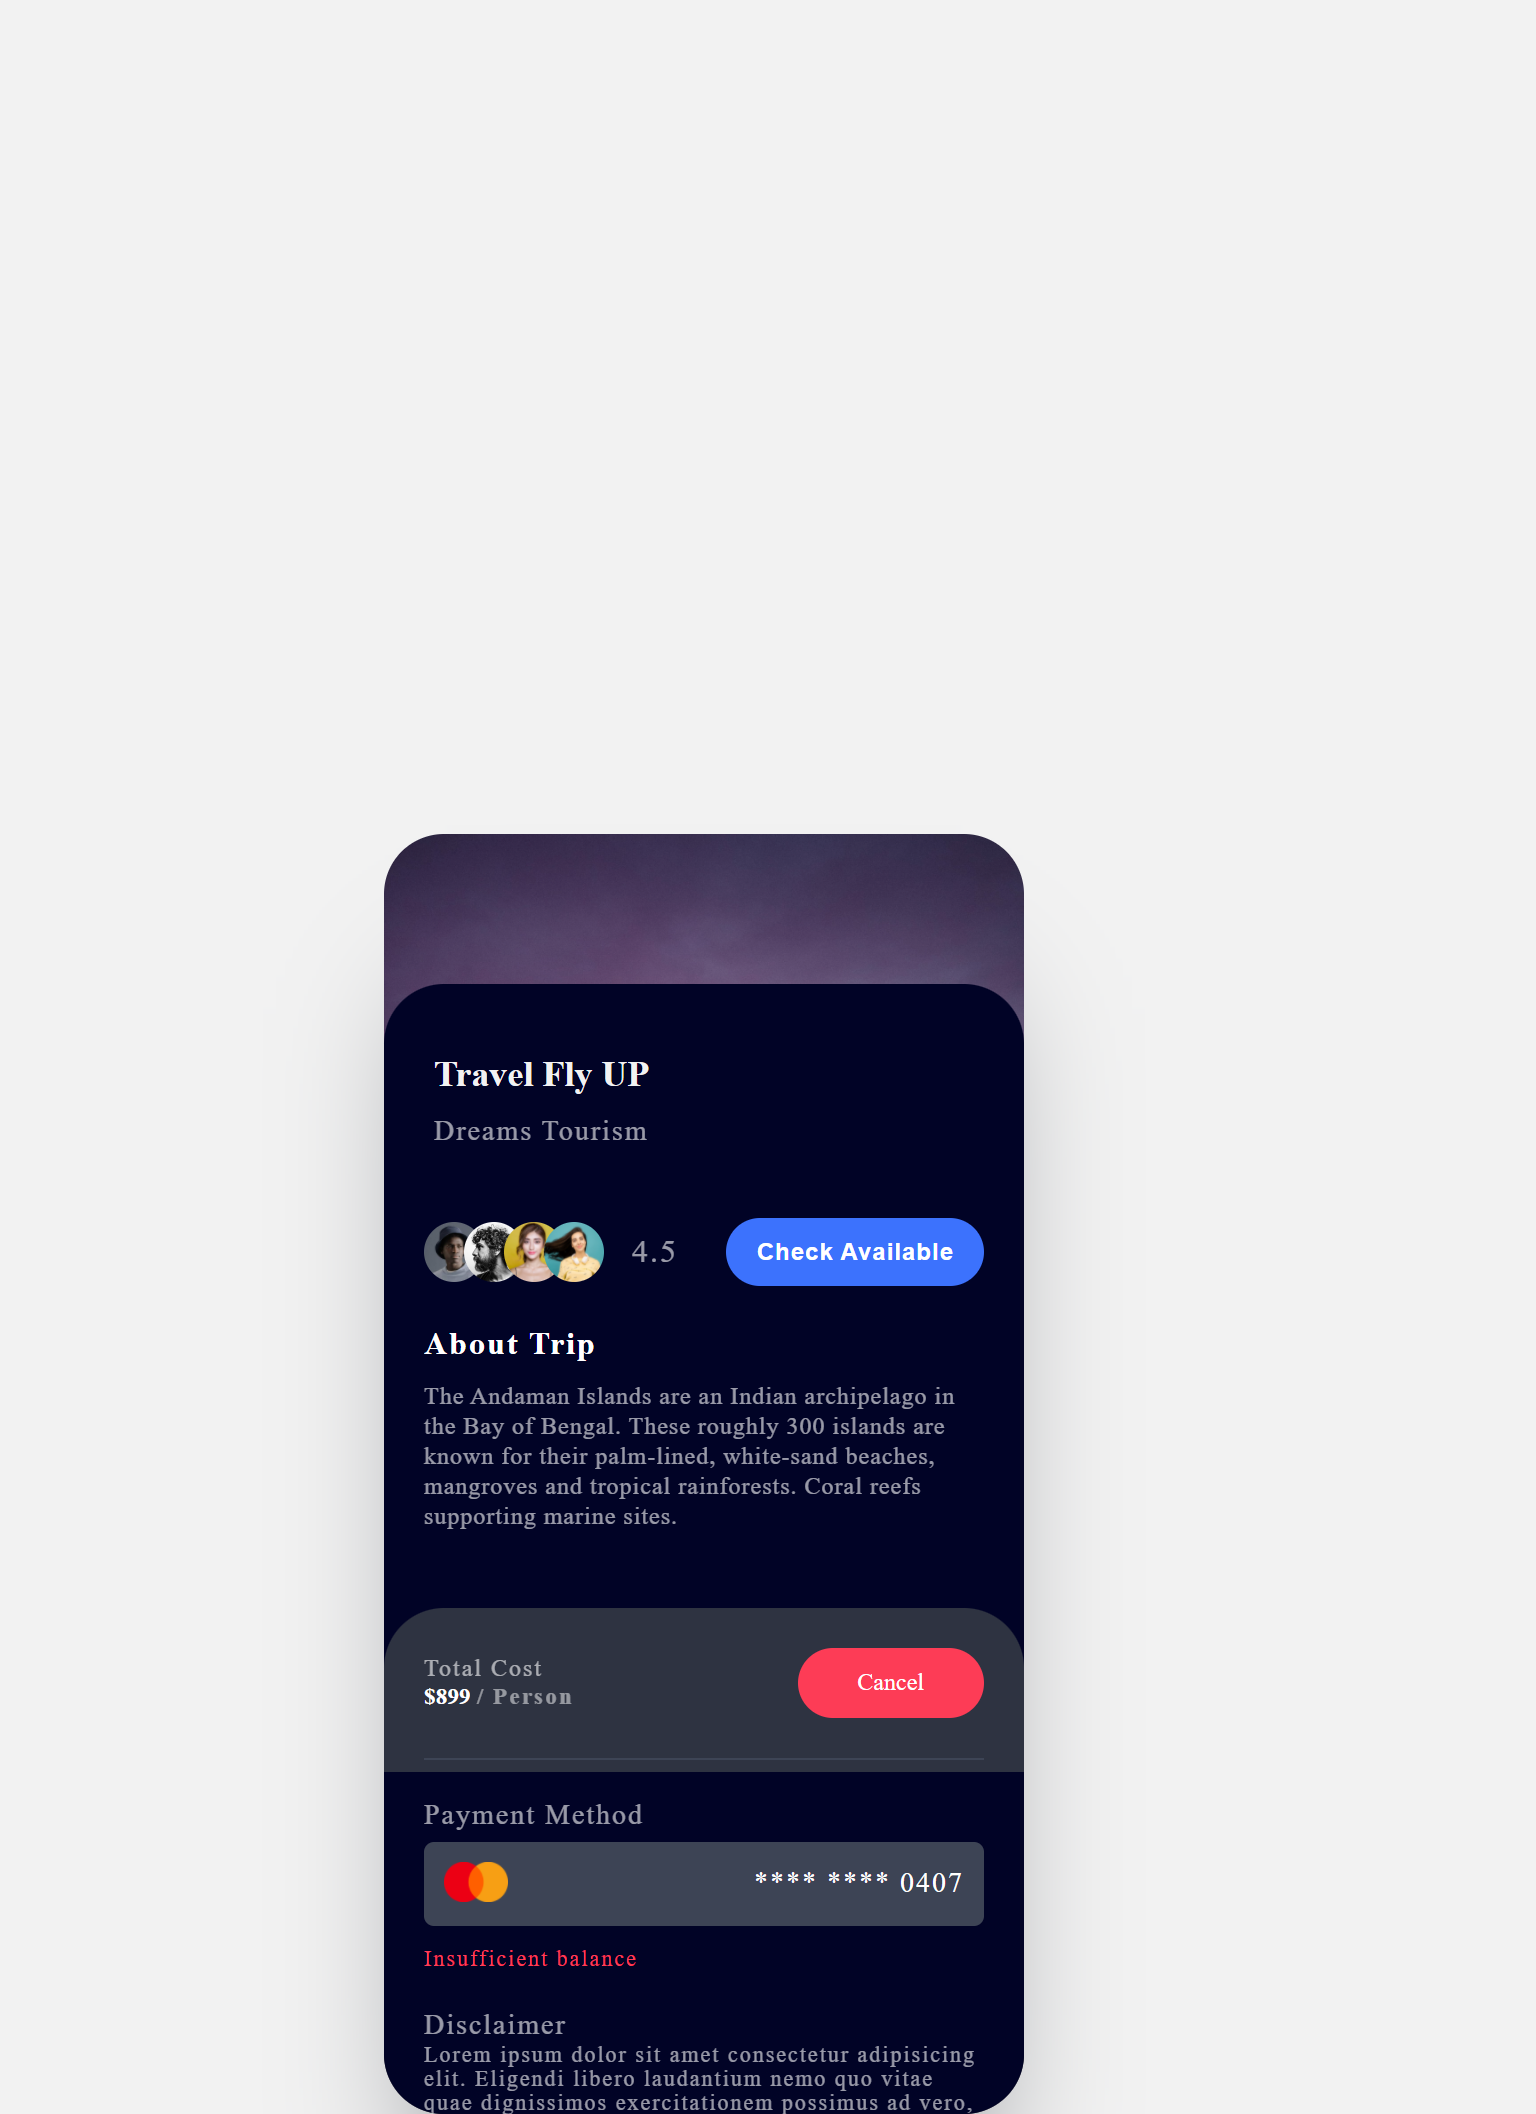 Travel Fly UP
Dreams Tourism
4.5
Check Available
About Trip
The Andaman Islands are an Indian archipelago in
the Bay of Bengal. These roughly 300 islands are
known for their palm-lined, white-sand beaches,
mangroves and tropical rainforests. Coral reefs
supporting marine sites.
Total Cost
$899 / Person
Cancel
Payment Method
**** **** 0407
Insufficient balance
Disclaimer
Lorem ipsum dolor sit amet consectetur adipisicing
elit. Eligendi libero laudantium nemo quo vitae
quae dignissimos exercitationem possimus ad vero,